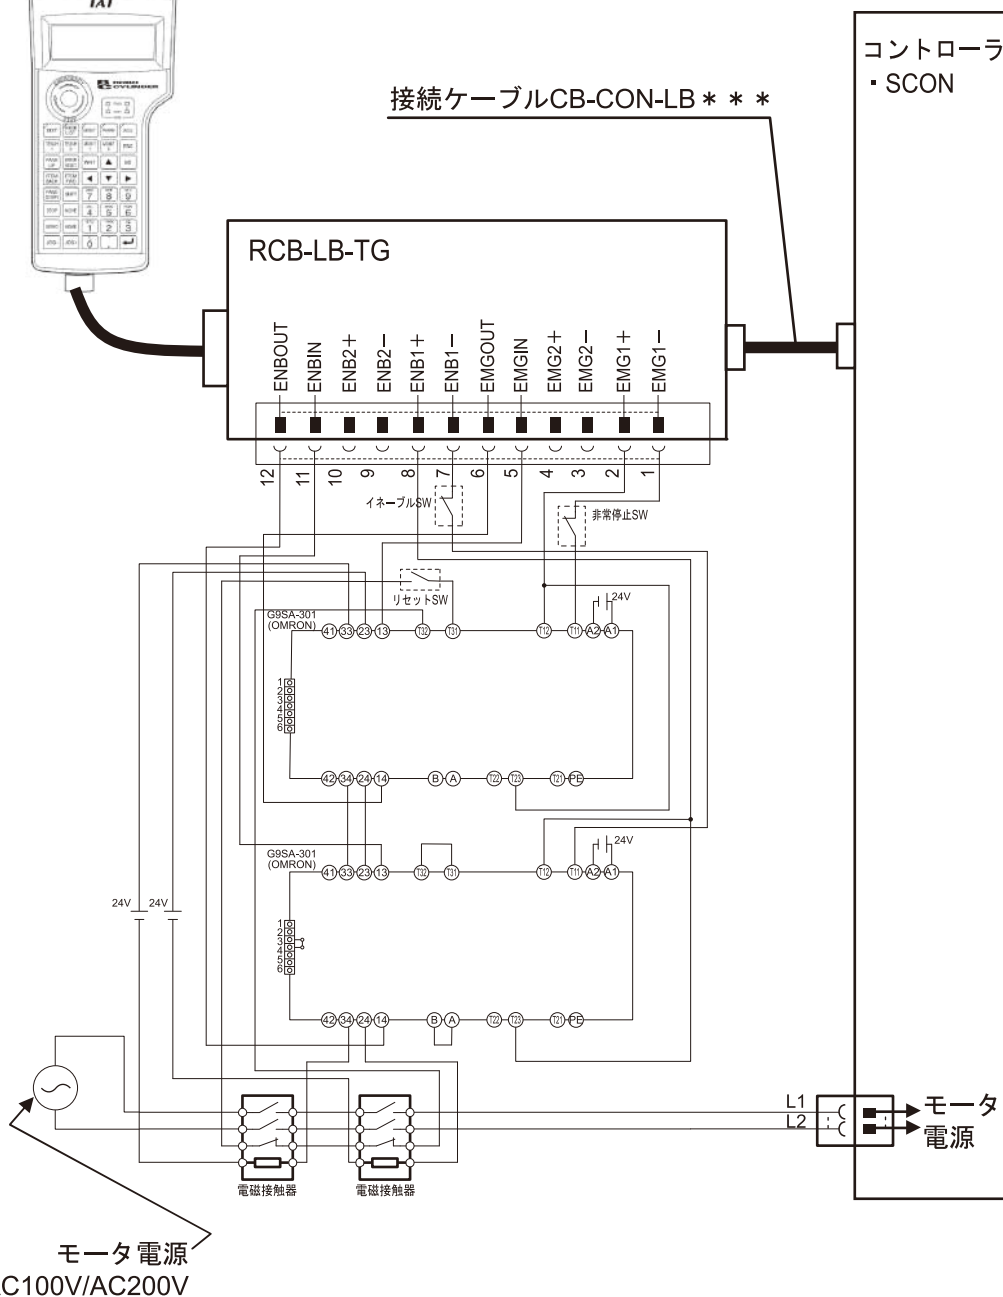 IAI
コントローラ
・SCON
接続ケーブルCB-CON-LB＊＊＊
RCB-LB-TG
ENBOUT
ENBIN
ENB2+
ENB2−
ENB1+
ENB1−
EMGOUT
EMGIN
EMG2+
EMG2−
EMG1+
EMG1−
12 11 10 9 8 7 6 5 4 3 2 1
イネーブルSW
非常停止SW
リセットSW
24V
G9SA-301
(OMRON)
41 33 23 13 T32 T31 T12 T11 A2 A1
1
2
3
4
5
6
42 34 24 14 B A T22 T23 T21 PE
24V
G9SA-301
(OMRON)
41 33 23 13 T32 T31 T12 T11 A2 A1
24V 24V
1
2
3
4
5
6
42 34 24 14 B A T22 T23 T21 PE
L1
L2
モータ
電源
電磁接触器 電磁接触器
モータ電源
C100V/AC200V